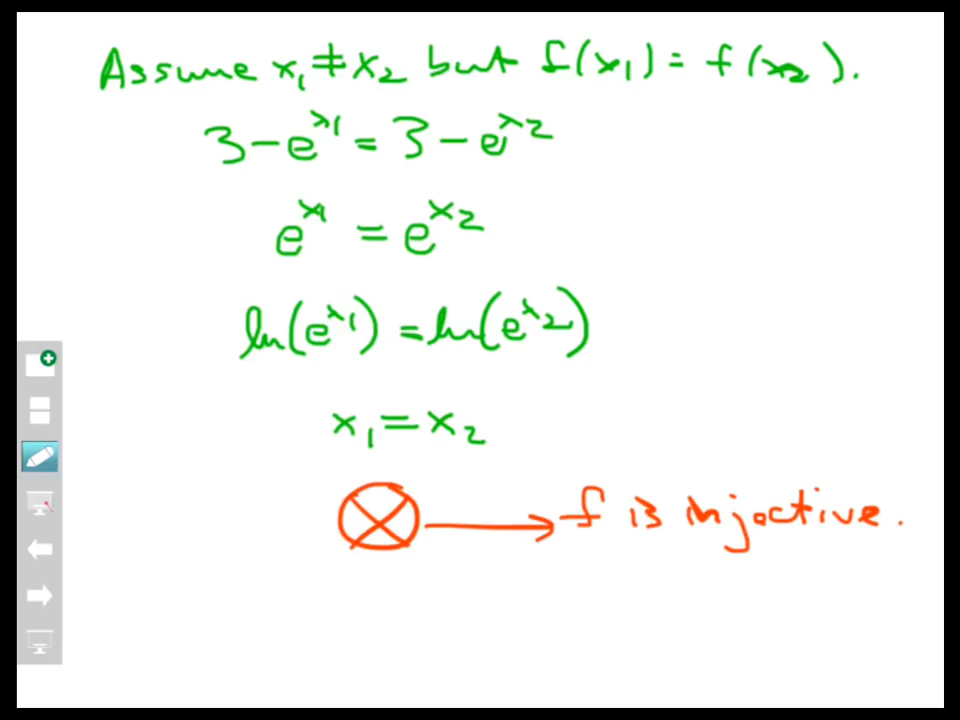 Assume x₁ ≠ x₂ but f(x₁) = f(x₂).
3 − e^x₁ = 3 − e^x₂
e^x₁ = e^x₂
ln(e^x₁) = ln(e^x₂)
x₁ = x₂
⊗ → f is injective.